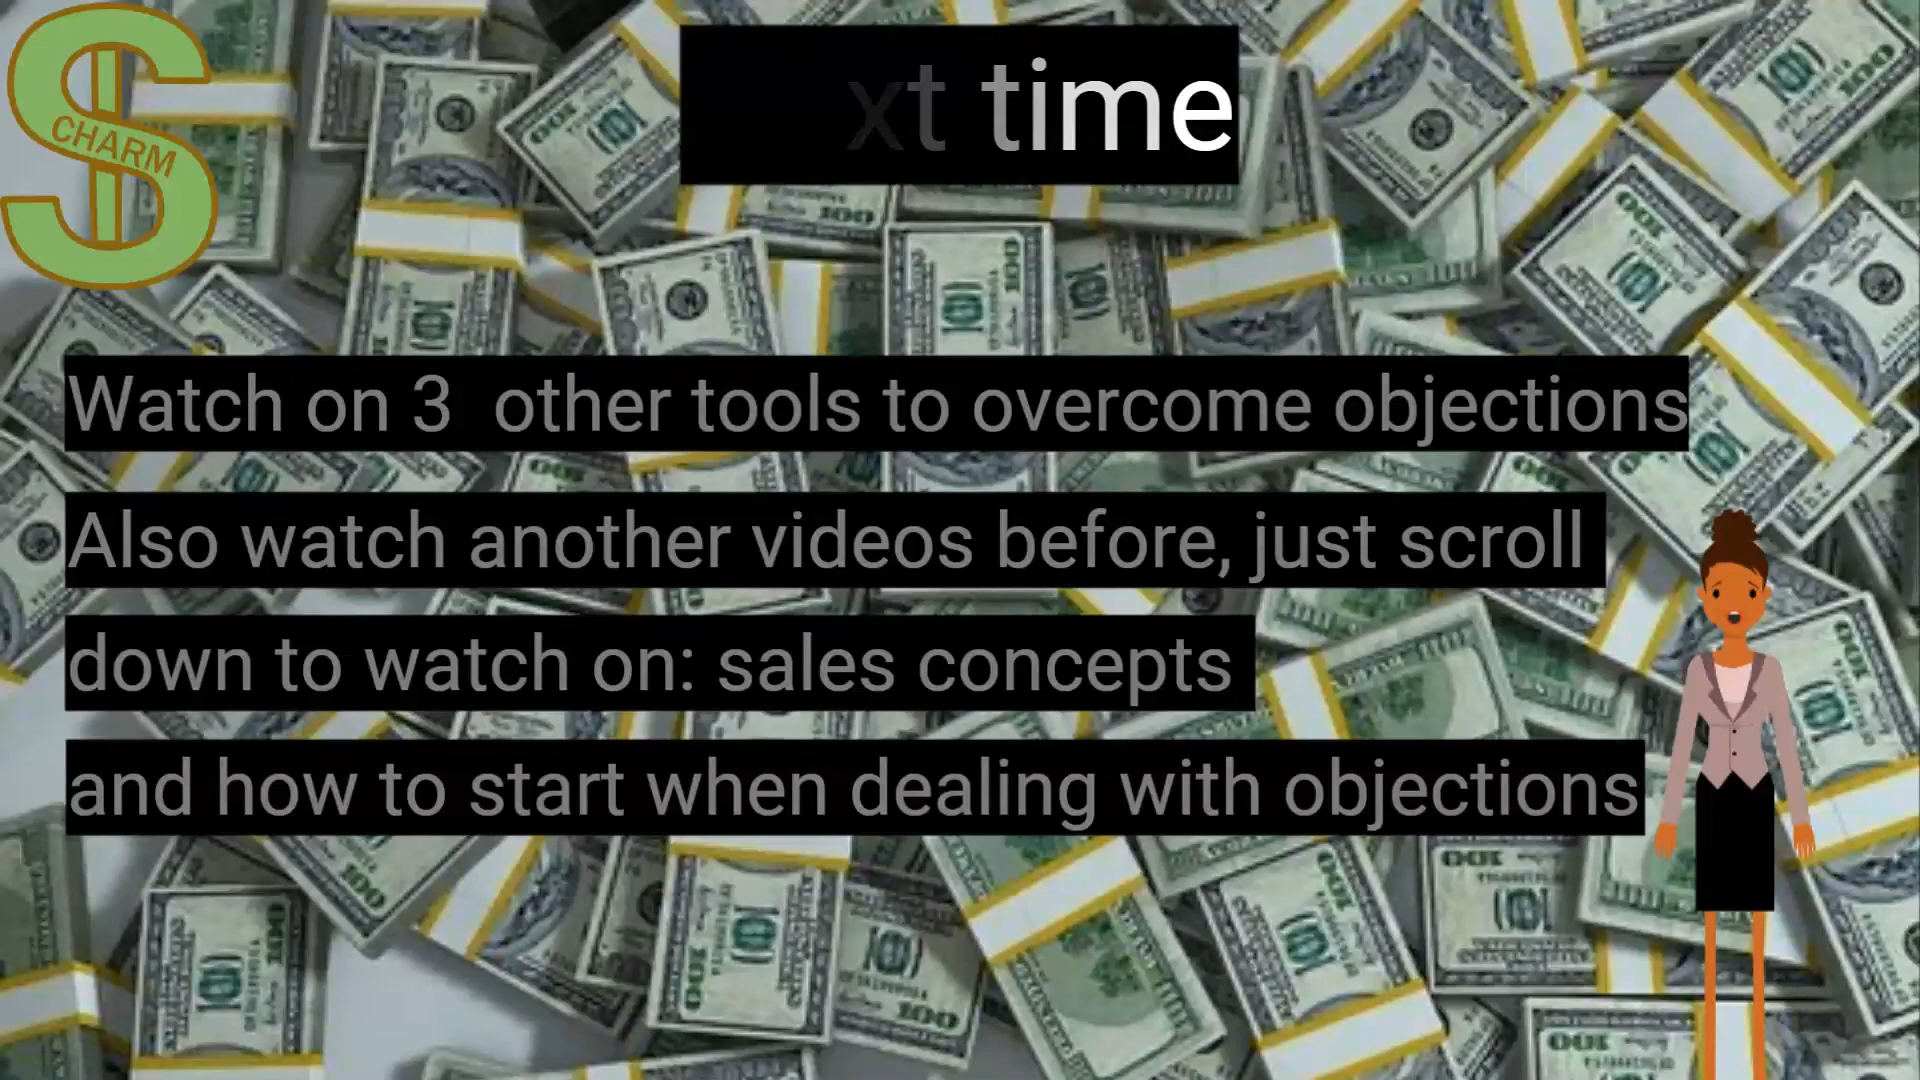 CHARM
xt time
Watch on 3  other tools to overcome objections
Also watch another videos before, just scroll
down to watch on: sales concepts
and how to start when dealing with objections